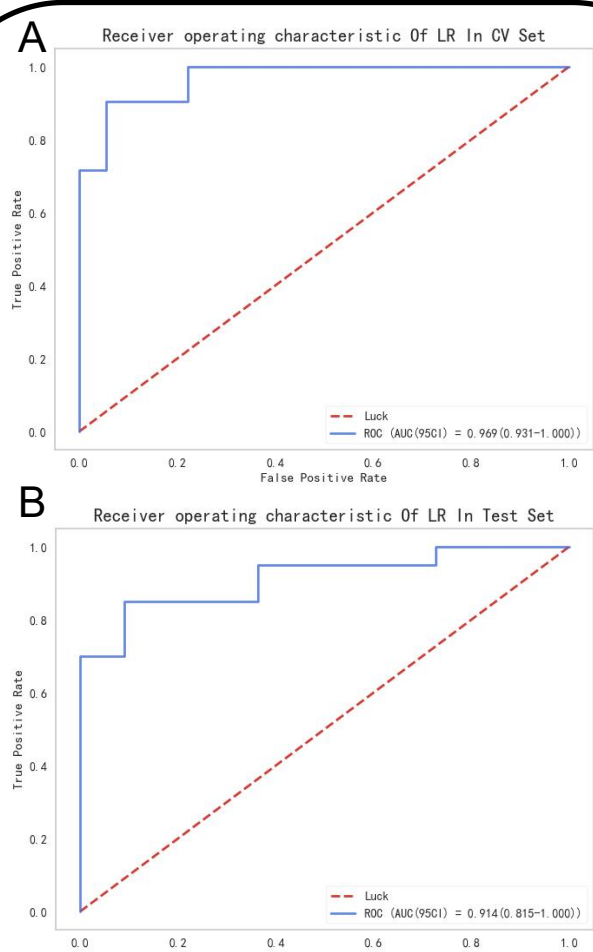 A
Receiver operating characteristic Of LR In CV Set
1.0
0.8
0.6
0.4
0.2
0.0
True Positive Rate
Luck
ROC (AUC(95CI) = 0.969(0.931-1.000))
0.0 0.2 0.4 0.6 0.8 1.0
False Positive Rate
B
Receiver operating characteristic Of LR In Test Set
1.0
0.8
0.6
0.4
0.2
0.0
True Positive Rate
Luck
ROC (AUC(95CI) = 0.914(0.815-1.000))
0.0 0.2 0.4 0.6 0.8 1.0